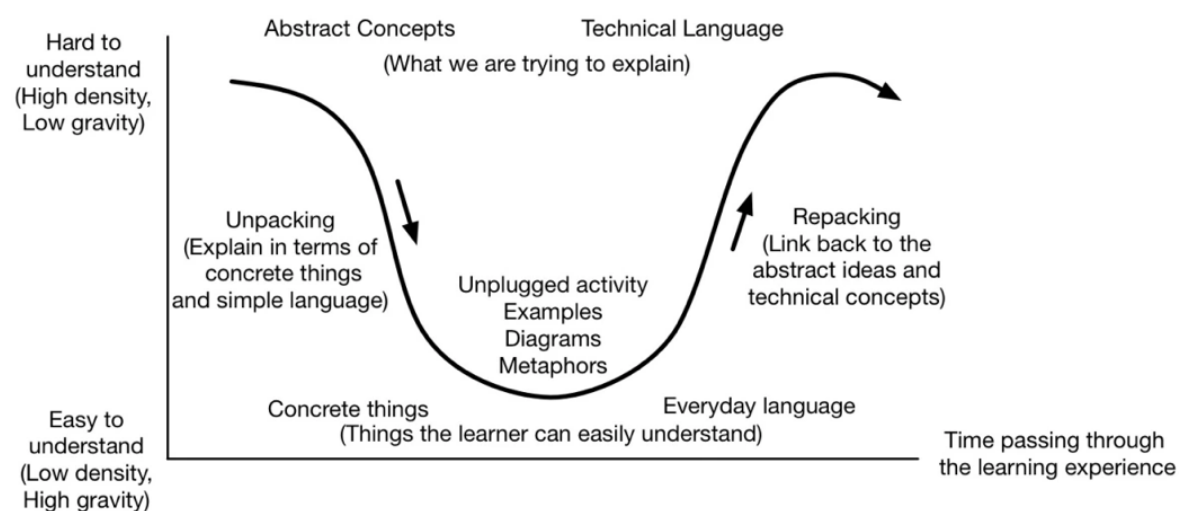 Abstract Concepts
Technical Language
(What we are trying to explain)
Hard to
understand
(High density,
Low gravity)
Unpacking
(Explain in terms of
concrete things
and simple language)
Unplugged activity
Examples
Diagrams
Metaphors
Repacking
(Link back to the
abstract ideas and
technical concepts)
Concrete things
Everyday language
(Things the learner can easily understand)
Easy to
understand
(Low density,
High gravity)
Time passing through
the learning experience